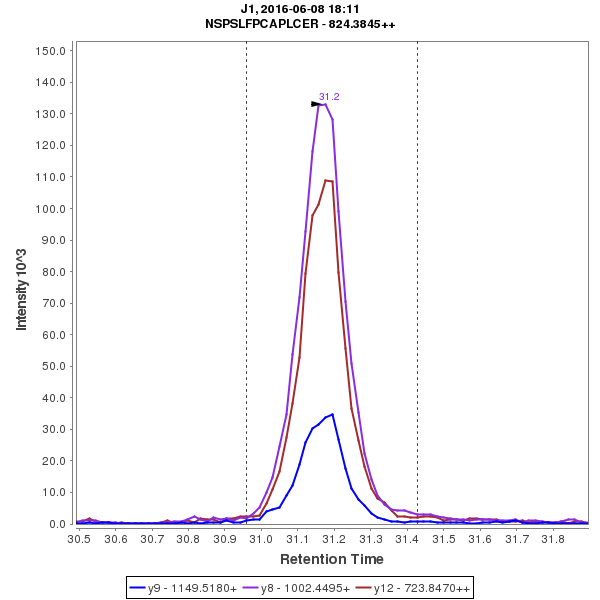 J1, 2016-06-08 18:11
NSPSLFPCAPLCER - 824.3845++
31.2
150.0
140.0
130.0
120.0
110.0
100.0
90.0
80.0
70.0
60.0
50.0
40.0
30.0
20.0
10.0
0.0
Intensity 10^3
30.5 30.6 30.7 30.8 30.9 31.0 31.1 31.2 31.3 31.4 31.5 31.6 31.7 31.8
Retention Time
y9 - 1149.5180+ y8 - 1002.4495+ y12 - 723.8470++